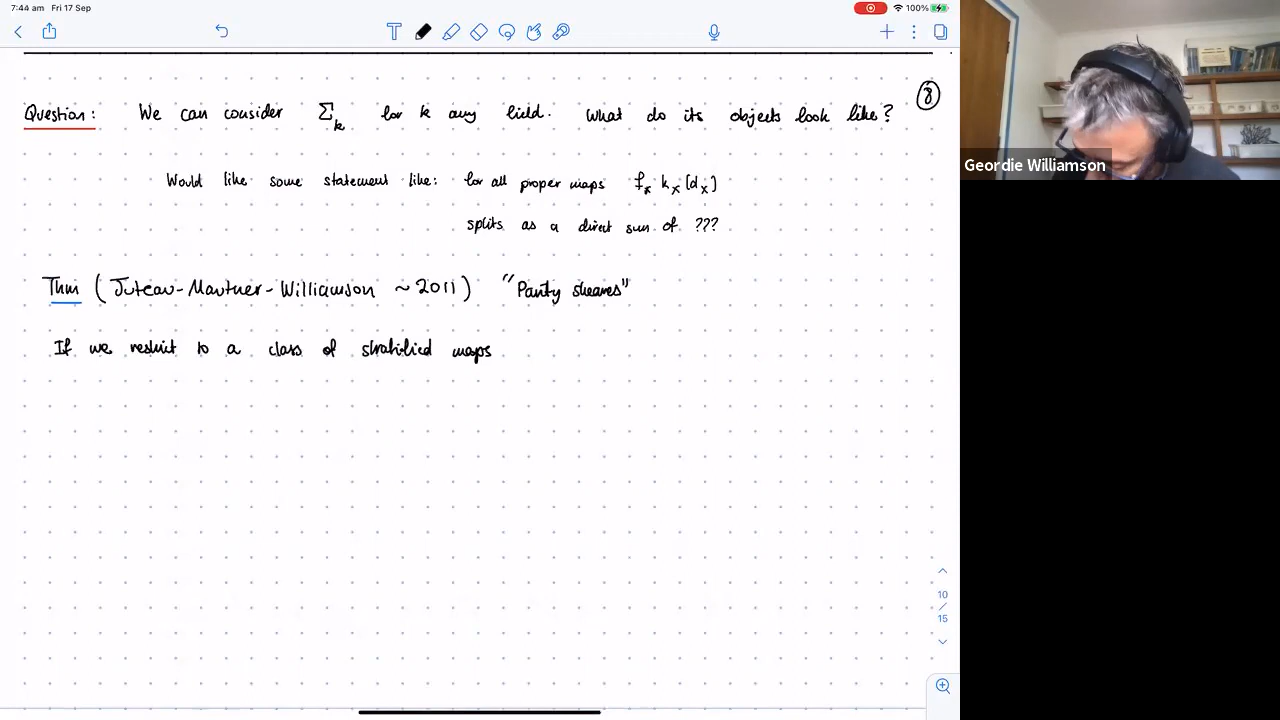 7:44 am Fri 17 Sep
100%
⑧
Question: We can consider Σ_k for k any field. What do its objects look like?
Would like some statement like: for all proper maps f_* k_X [d_X]
splits as a direct sum of ???
Thm (Juteau-Mautner-Williamson ~2011) "Parity sheaves"
If we restrict to a class of stratified maps
Geordie Williamson
10
/
15